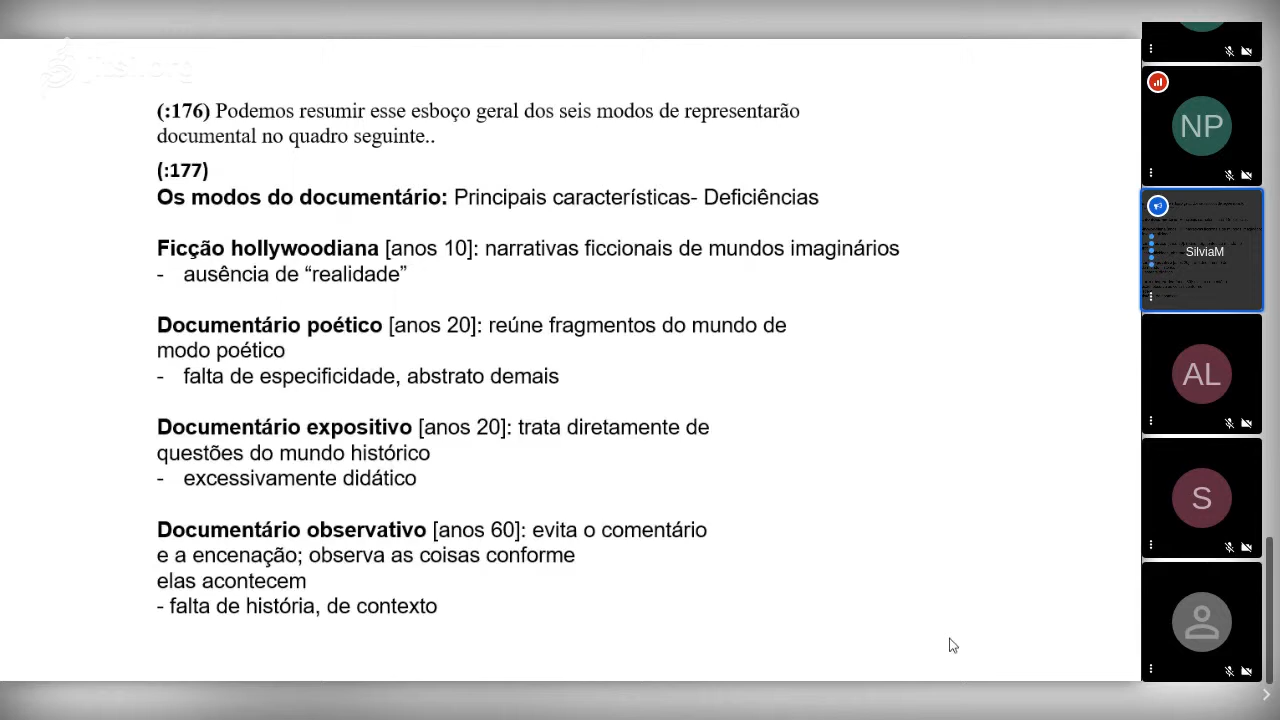 Jitsi.org
(:176) Podemos resumir esse esboço geral dos seis modos de representarão
documental no quadro seguinte..
(:177)
Os modos do documentário: Principais características- Deficiências
Ficção hollywoodiana [anos 10]: narrativas ficcionais de mundos imaginários
- ausência de “realidade”
Documentário poético [anos 20]: reúne fragmentos do mundo de
modo poético
- falta de especificidade, abstrato demais
Documentário expositivo [anos 20]: trata diretamente de
questões do mundo histórico
- excessivamente didático
Documentário observativo [anos 60]: evita o comentário
e a encenação; observa as coisas conforme
elas acontecem
- falta de história, de contexto
NP
SilviaM
AL
S